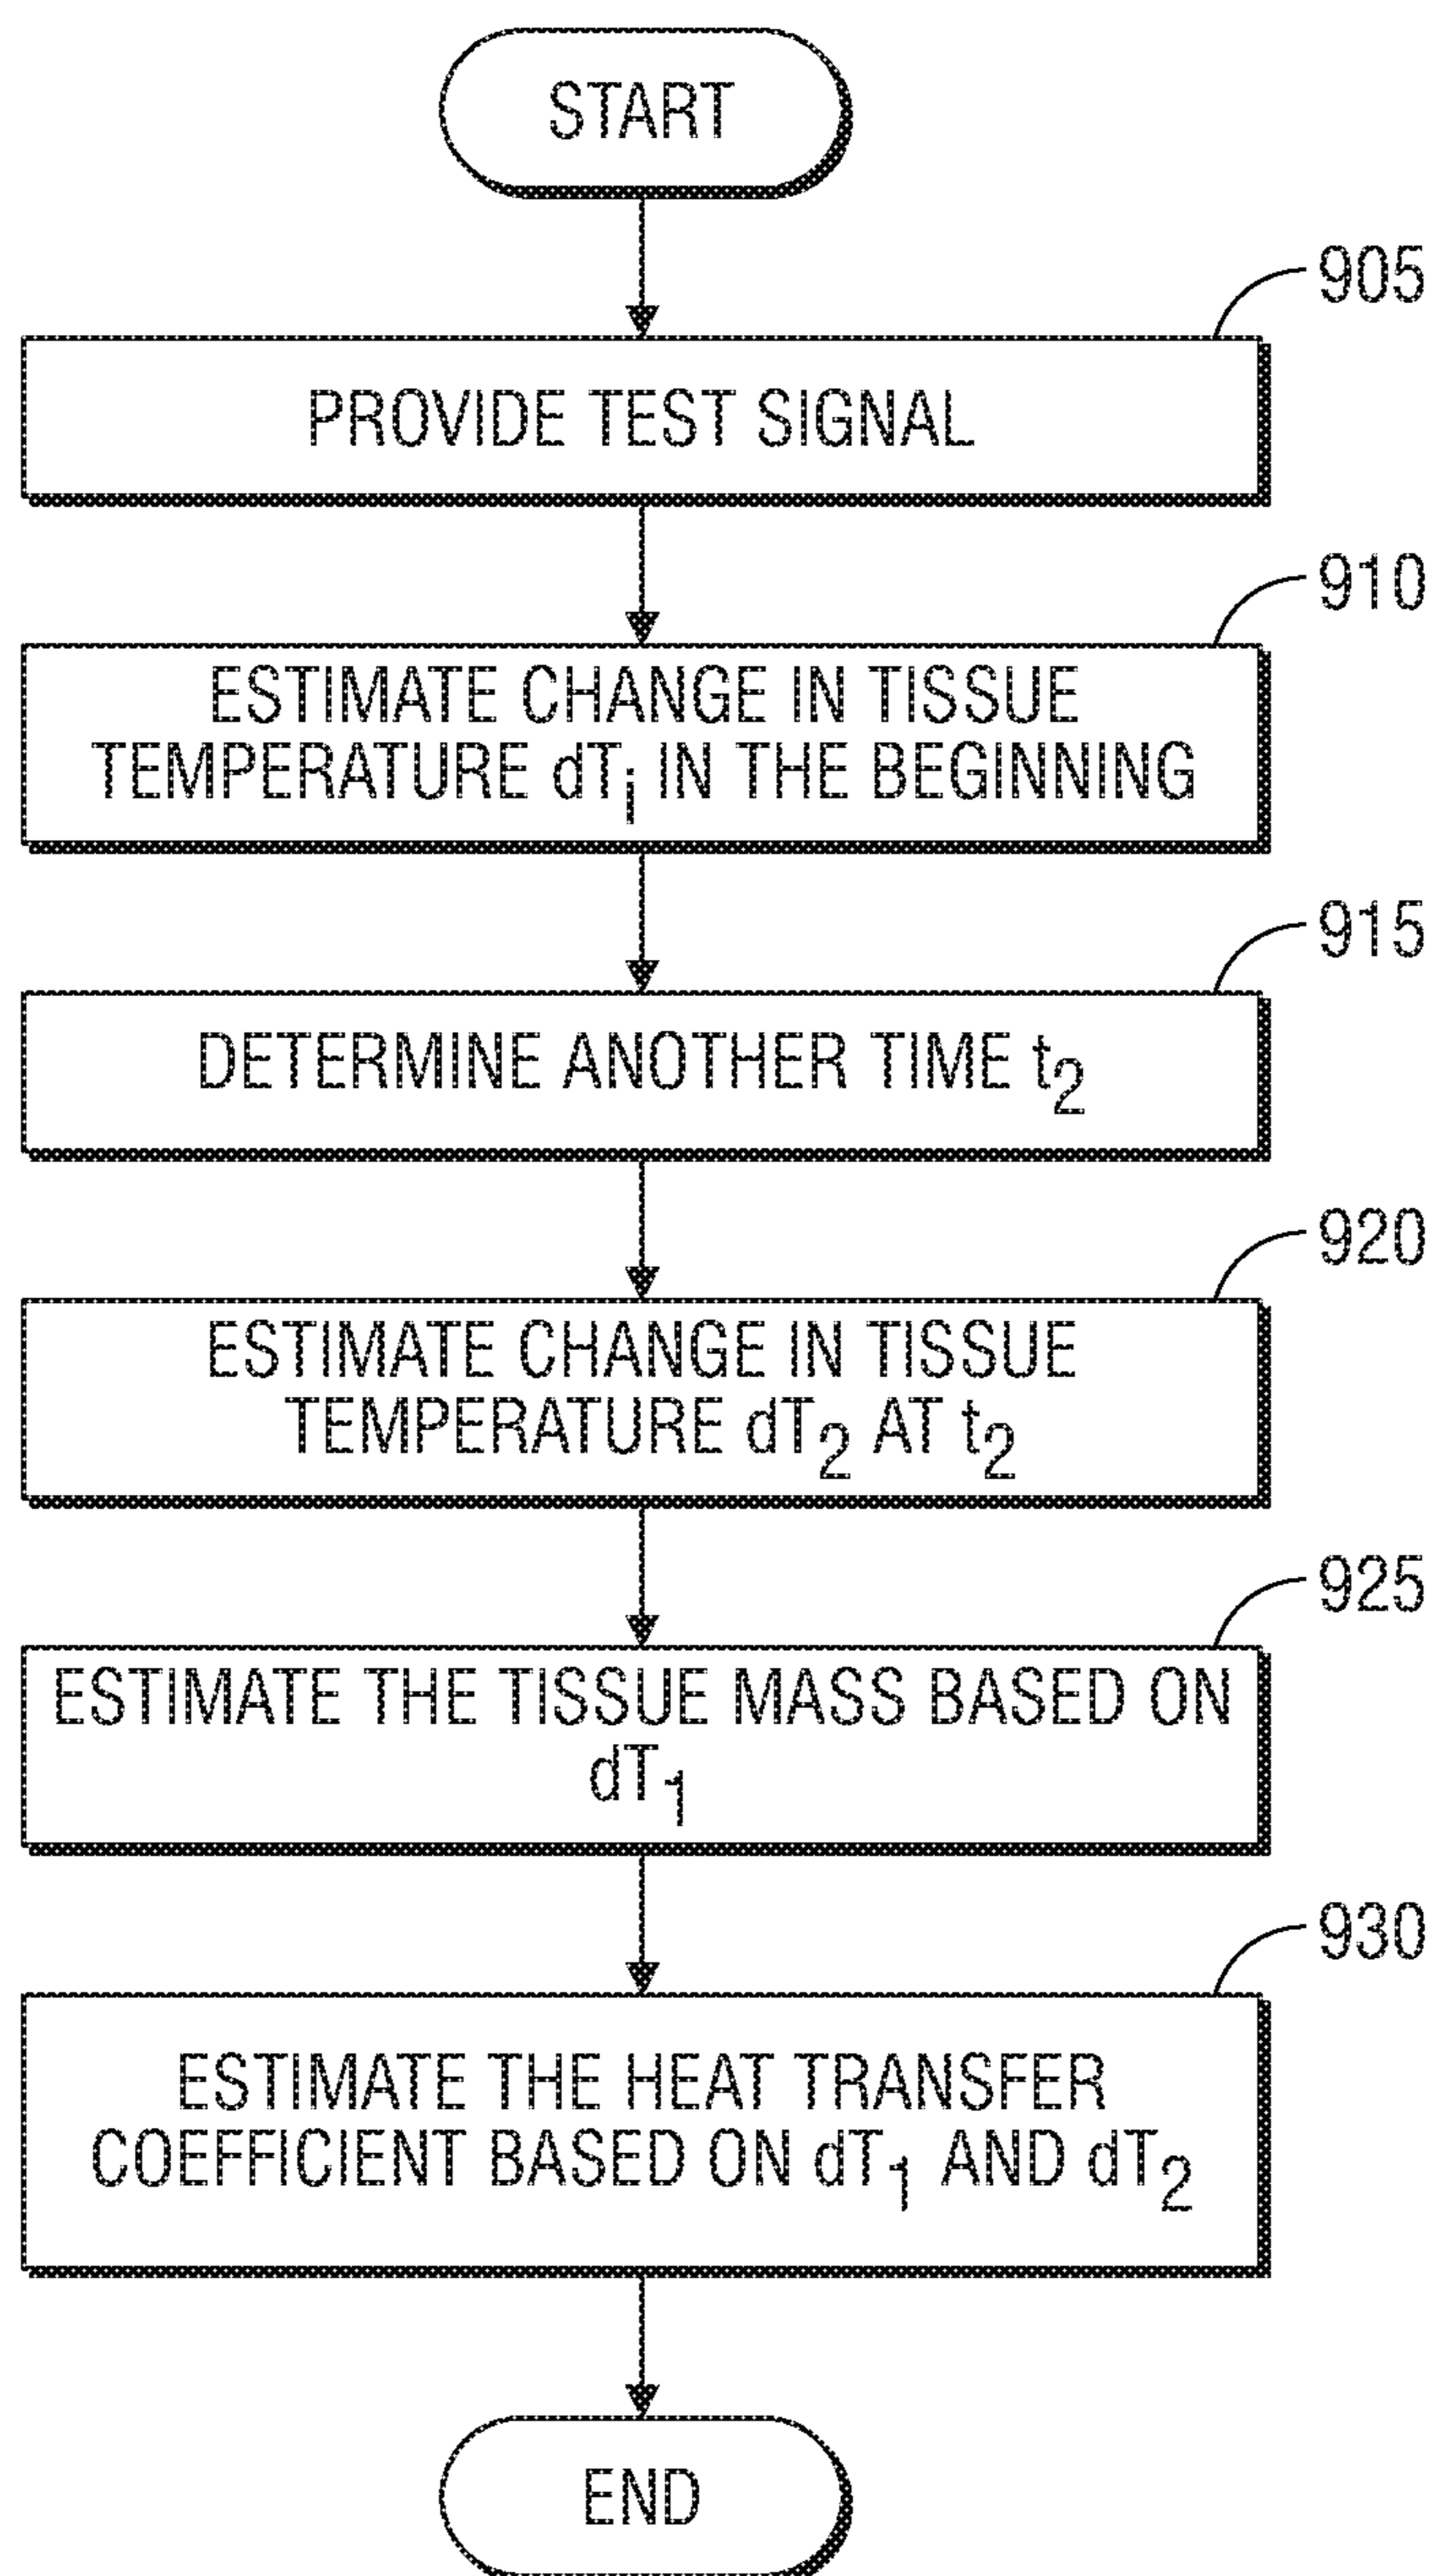 START
905
PROVIDE TEST SIGNAL
910
ESTIMATE CHANGE IN TISSUE
TEMPERATURE dTi IN THE BEGINNING
915
DETERMINE ANOTHER TIME t2
920
ESTIMATE CHANGE IN TISSUE
TEMPERATURE dT2 AT t2
925
ESTIMATE THE TISSUE MASS BASED ON
dT1
930
ESTIMATE THE HEAT TRANSFER
COEFFICIENT BASED ON dT1 AND dT2
END